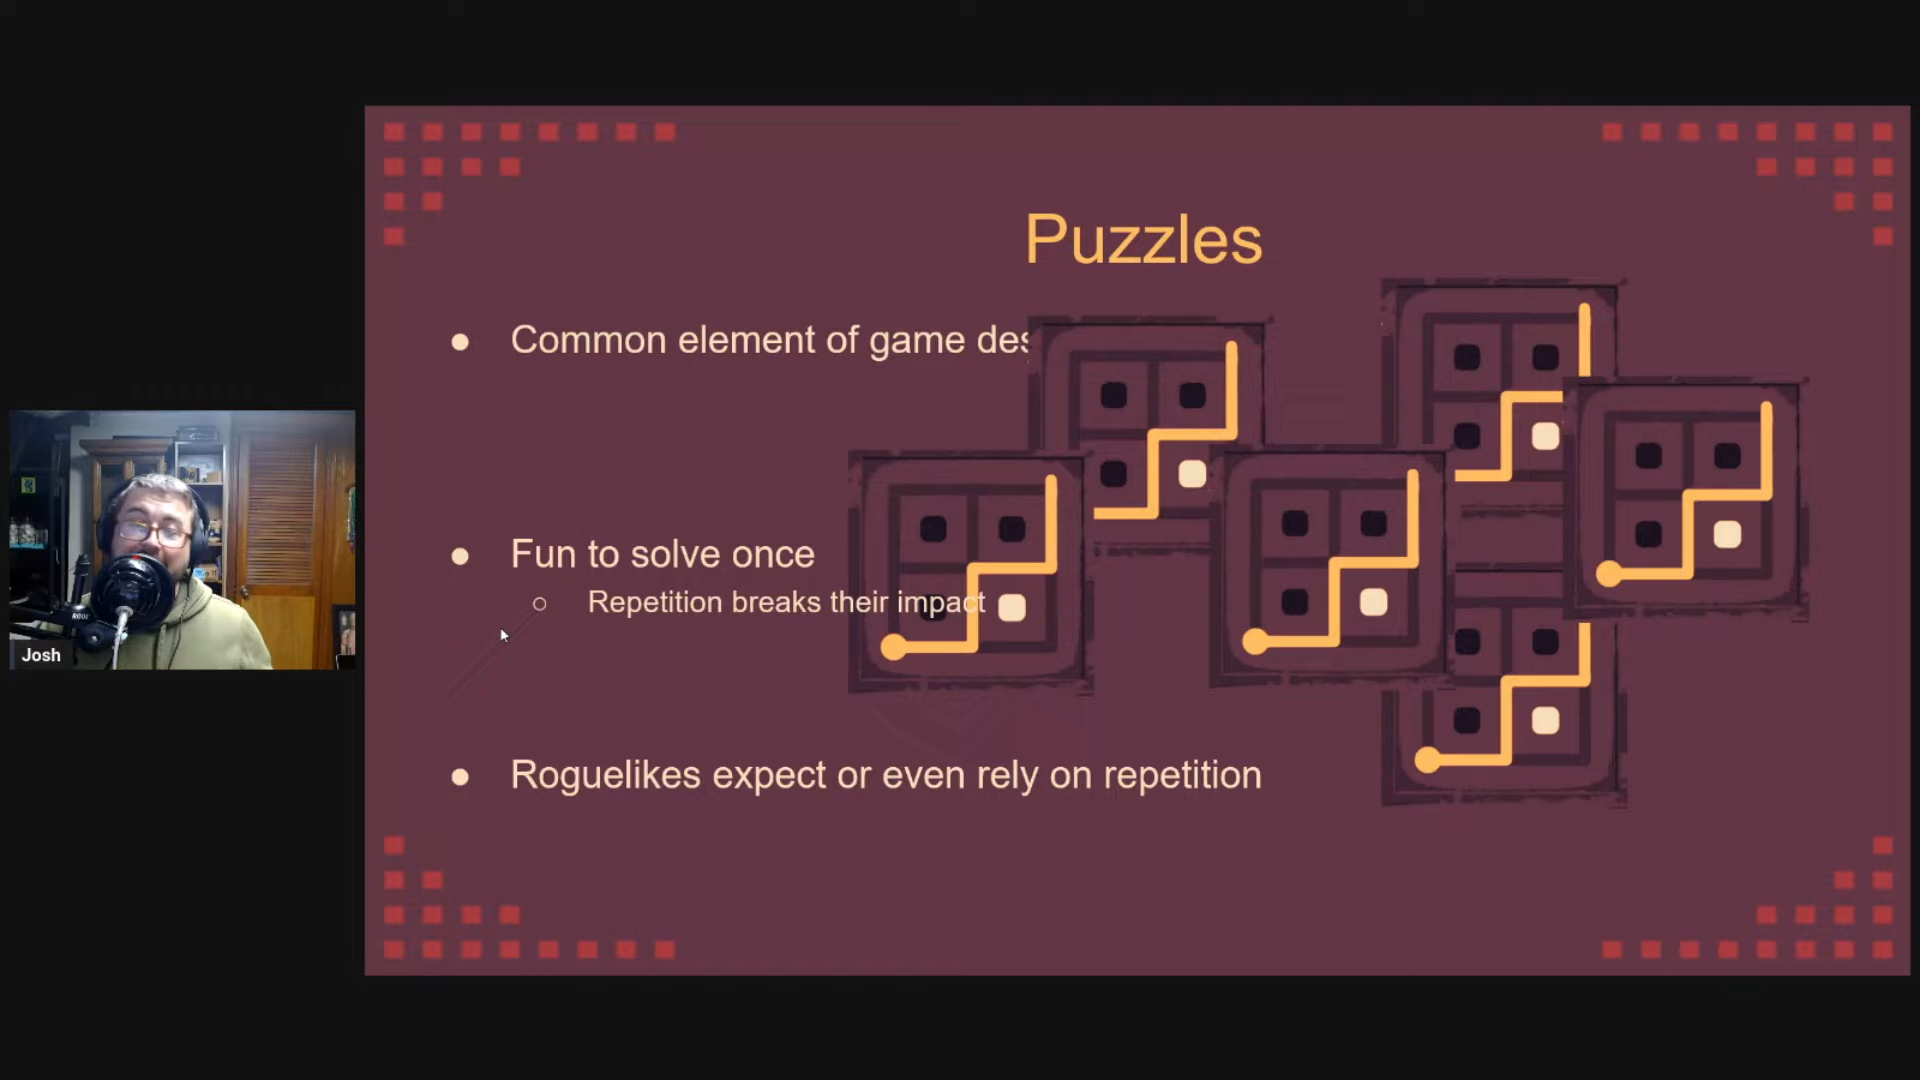 Puzzles
Common element of game
Fun to solve once
Repetition breaks their impact
Roguelikes expect or even rely on repetition
Josh